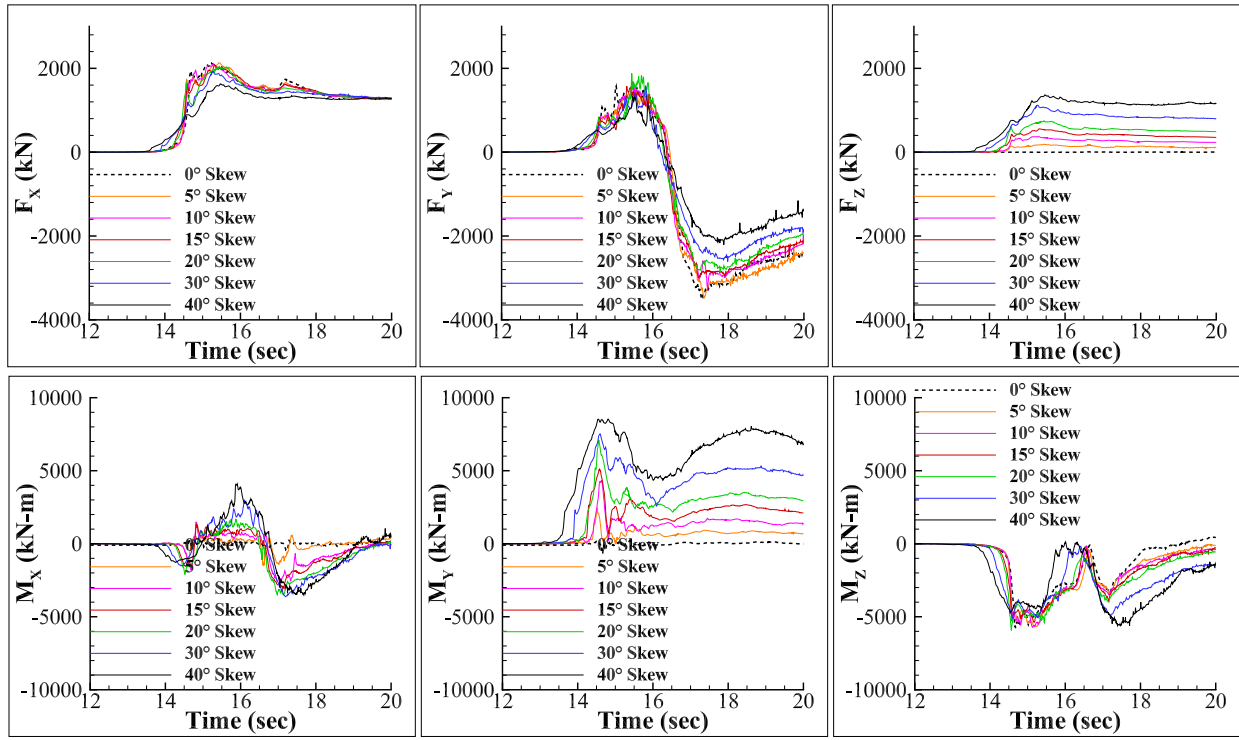 2000
0
-2000
-4000
F_X (kN)
0° Skew
5° Skew
10° Skew
15° Skew
20° Skew
30° Skew
40° Skew
12 14 16 18 20
Time (sec)
2000
0
-2000
-4000
F_Y (kN)
0° Skew
5° Skew
10° Skew
15° Skew
20° Skew
30° Skew
40° Skew
12 14 16 18 20
Time (sec)
2000
0
-2000
-4000
F_Z (kN)
0° Skew
5° Skew
10° Skew
15° Skew
20° Skew
30° Skew
40° Skew
12 14 16 18 20
Time (sec)
10000
5000
0
-5000
-10000
M_X (kN-m)
0° Skew
5° Skew
10° Skew
15° Skew
20° Skew
30° Skew
40° Skew
12 14 16 18 20
Time (sec)
10000
5000
0
-5000
-10000
M_Y (kN-m)
0° Skew
5° Skew
10° Skew
15° Skew
20° Skew
30° Skew
40° Skew
12 14 16 18 20
Time (sec)
10000
5000
0
-5000
-10000
M_Z (kN-m)
0° Skew
5° Skew
10° Skew
15° Skew
20° Skew
30° Skew
40° Skew
12 14 16 18 20
Time (sec)